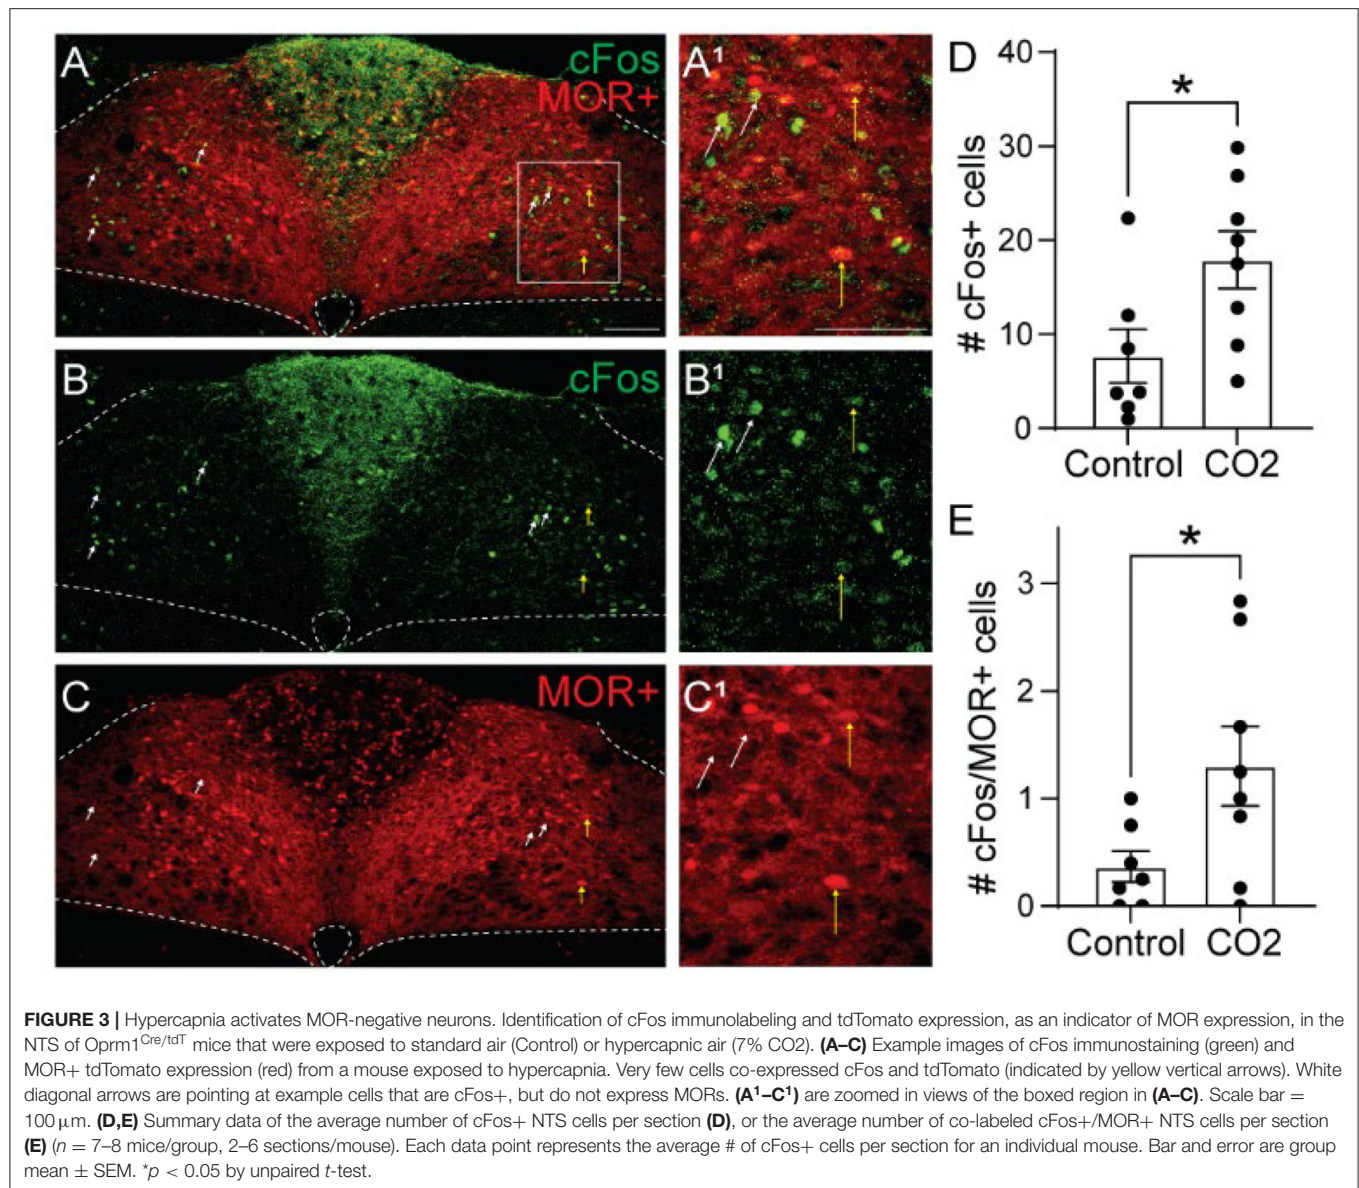 A
cFos
MOR+
A¹
B
cFos
B¹
C
MOR+
C¹
D
40
30
20
10
0
# cFos+ cells
*
Control CO2
E
3
2
1
0
# cFos/MOR+ cells
*
Control CO2
FIGURE 3 | Hypercapnia activates MOR-negative neurons. Identification of cFos immunolabeling and tdTomato expression, as an indicator of MOR expression, in the
NTS of Oprm1Cre/tdT mice that were exposed to standard air (Control) or hypercapnic air (7% CO2). (A–C) Example images of cFos immunostaining (green) and
MOR+ tdTomato expression (red) from a mouse exposed to hypercapnia. Very few cells co-expressed cFos and tdTomato (indicated by yellow vertical arrows). White
diagonal arrows are pointing at example cells that are cFos+, but do not express MORs. (A¹–C¹) are zoomed in views of the boxed region in (A–C). Scale bar =
100 μm. (D,E) Summary data of the average number of cFos+ NTS cells per section (D), or the average number of co-labeled cFos+/MOR+ NTS cells per section
(E) (n = 7–8 mice/group, 2–6 sections/mouse). Each data point represents the average # of cFos+ cells per section for an individual mouse. Bar and error are group
mean ± SEM. *p < 0.05 by unpaired t-test.